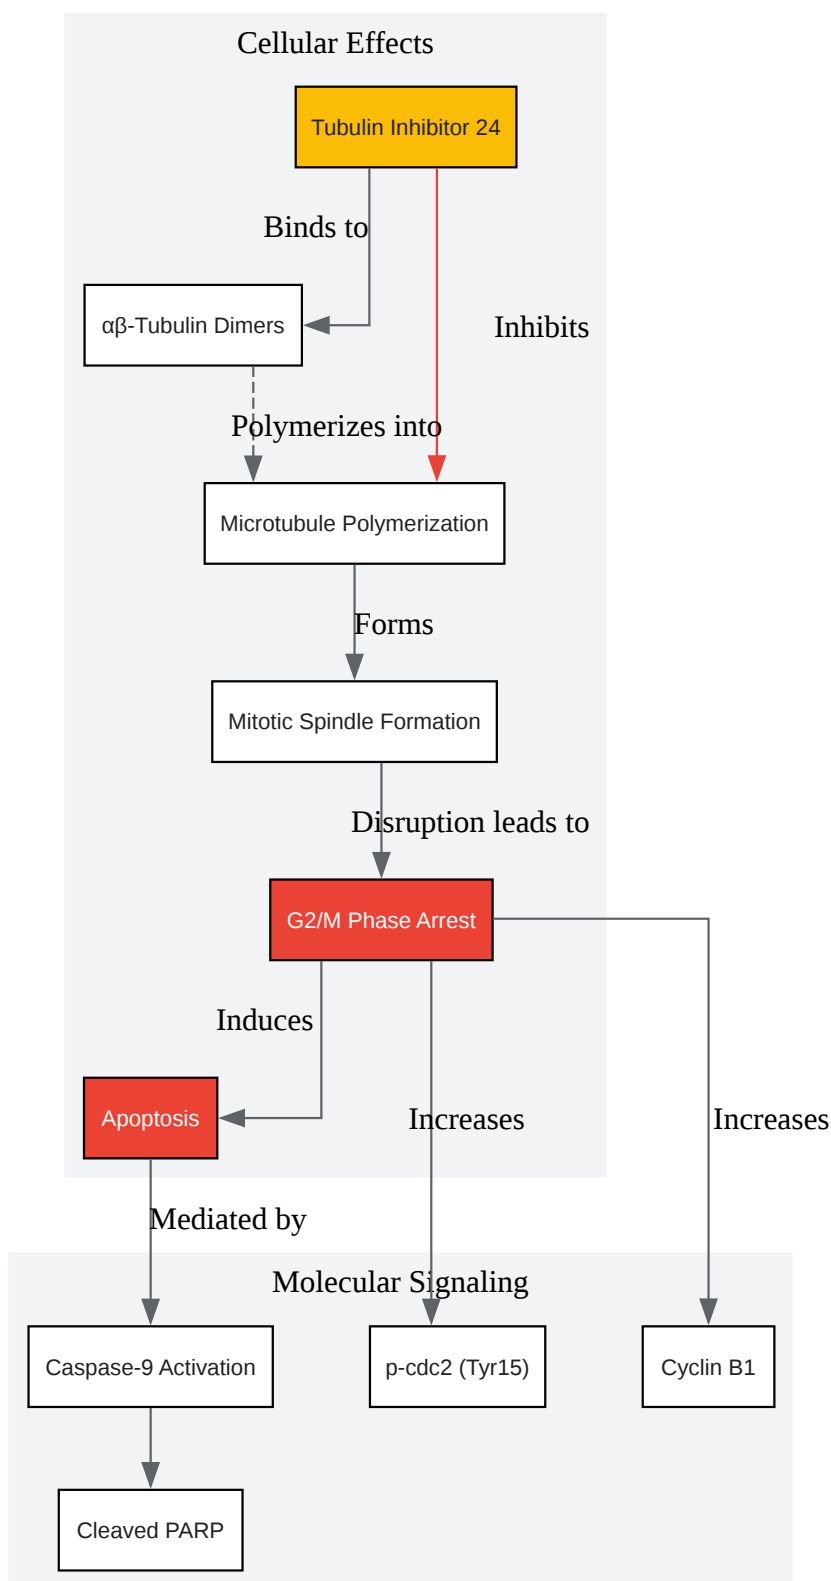 Cellular Effects
Tubulin Inhibitor 24
Binds to
αβ-Tubulin Dimers
Inhibits
Polymerizes into
Microtubule Polymerization
Forms
Mitotic Spindle Formation
Disruption leads to
G2/M Phase Arrest
Induces
Apoptosis
Increases
Increases
Mediated by
Molecular Signaling
Caspase-9 Activation
p-cdc2 (Tyr15)
Cyclin B1
Cleaved PARP